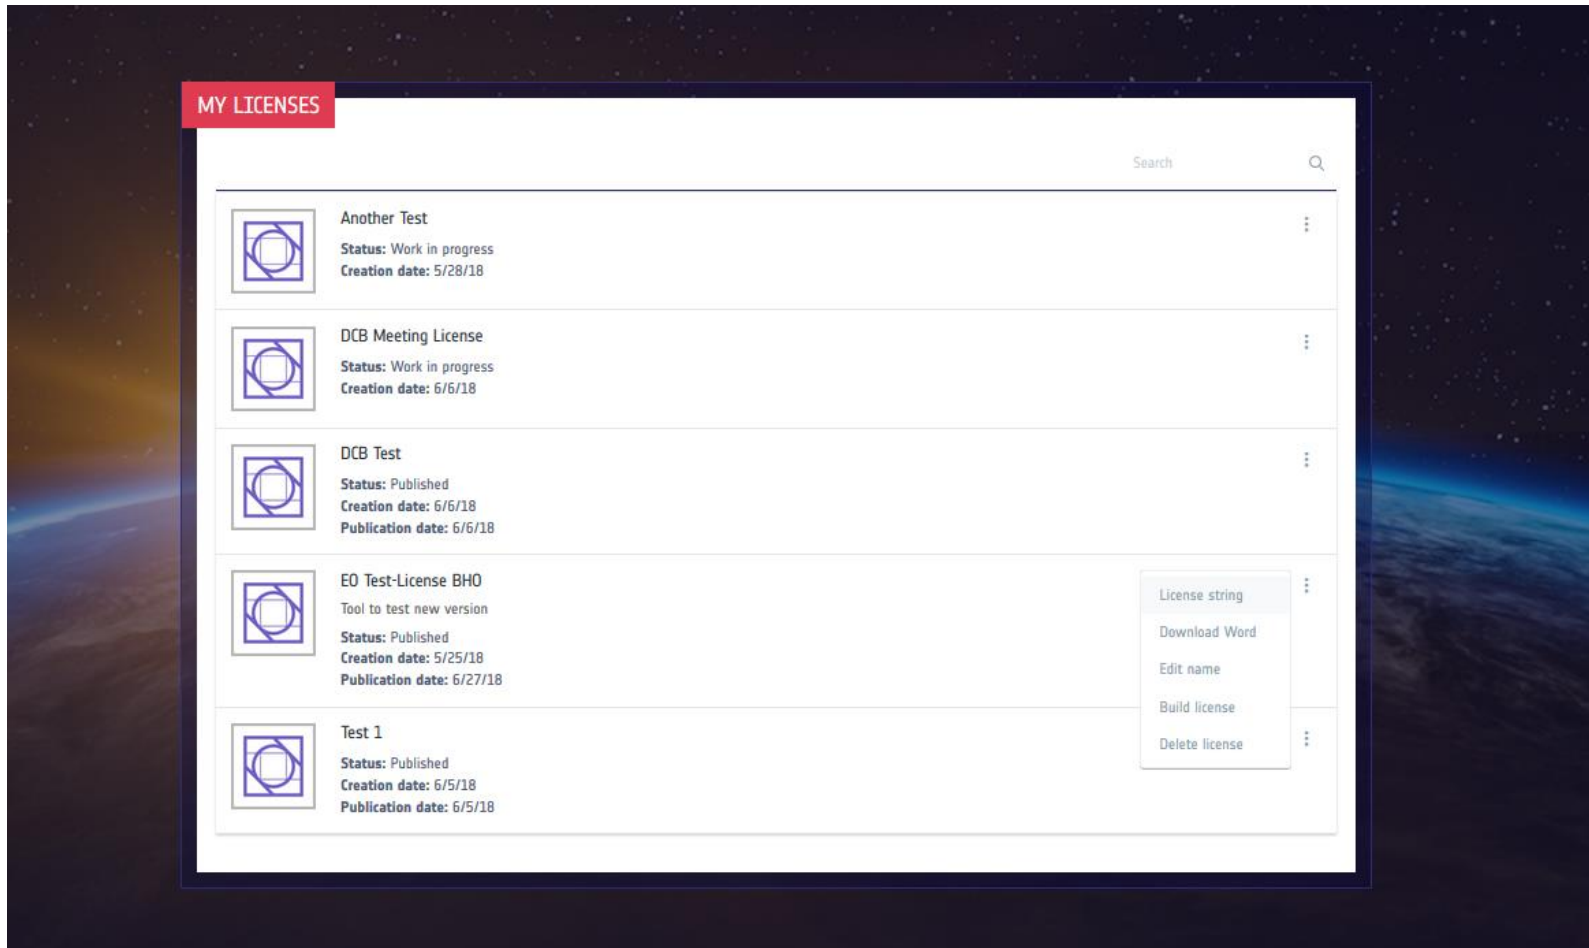 MY LICENSES
Search
Another Test
Status: Work in progress
Creation date: 5/28/18
DCB Meeting License
Status: Work in progress
Creation date: 6/6/18
DCB Test
Status: Published
Creation date: 6/6/18
Publication date: 6/6/18
EO Test-License BHO
Tool to test new version
Status: Published
Creation date: 5/25/18
Publication date: 6/27/18
License string
Download Word
Edit name
Build license
Delete license
Test 1
Status: Published
Creation date: 6/5/18
Publication date: 6/5/18